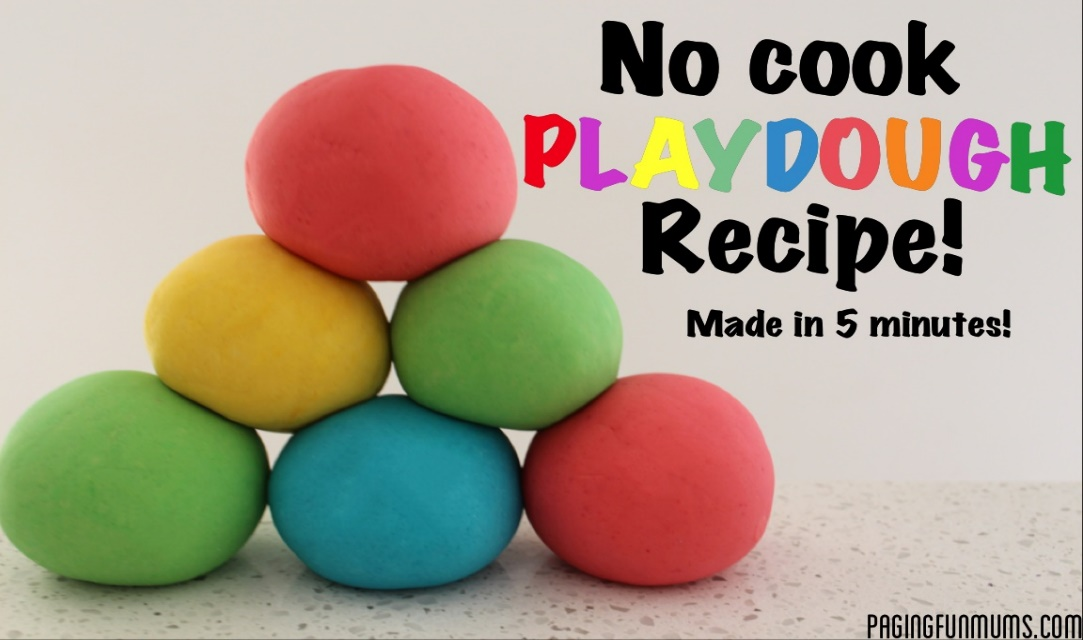 No cook
PLAYDOUGH
Recipe!
Made in 5 minutes!
PAGINGFUNMUMS.COM